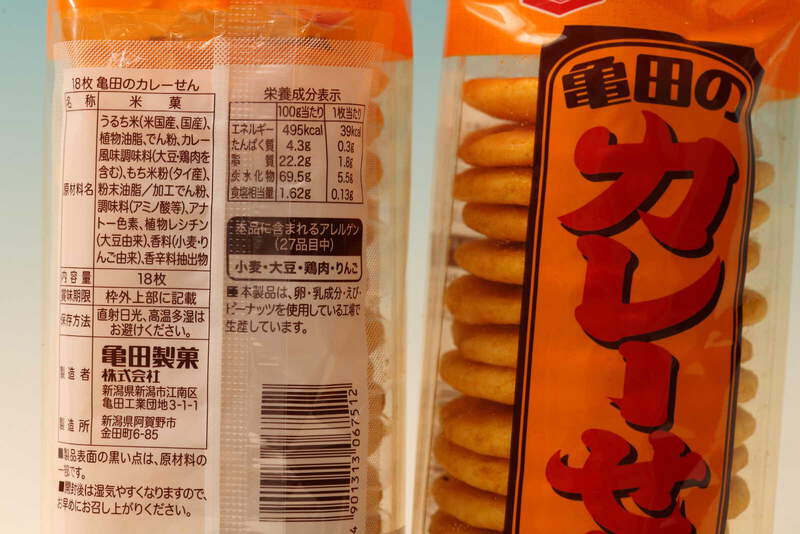 18枚 亀田のカレーせん
名 称 米菓
原材料名 うるち米(米国産、国産)、
植物油脂、でん粉、カレー
風味調味料(大豆・鶏肉を
含む)、もち米粉(タイ産)、
粉末油脂/加工でん粉、
調味料(アミノ酸等)、アナ
トー色素、植物レシチン
(大豆由来)、香料(小麦・り
んご由来)、香辛料抽出物
内容量 18枚
賞味期限 枠外上部に記載
保存方法 直射日光、高温多湿は
お避けください。
製造者 亀田製菓
株式会社
新潟県新潟市江南区
亀田工業団地3-1-1
製造所 新潟県阿賀野市
金田町6-85
■製品表面の黒い点は、原材料の
一部です。
■開封後は湿気やすくなりますので、
お早めにお召し上がりください。
栄養成分表示
100g当たり 1枚当たり
エネルギー 495kcal 39kcal
たんぱく質 4.3g 0.3g
脂質 22.2g 1.8g
炭水化物 69.5g 5.5g
食塩相当量 1.62g 0.13g
本品に含まれるアレルゲン
(27品目中)
小麦・大豆・鶏肉・りんご
■本製品は、卵・乳成分・えび・
ピーナッツを使用している工場で
生産しています。
4901313067512
亀田の
カレーせ